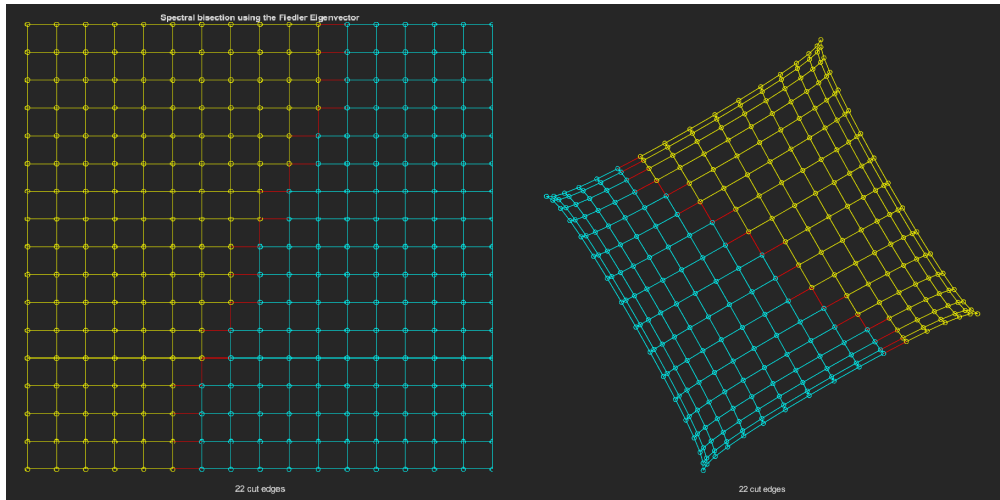 Spectral bisection using the Fiedler Eigenvector
22 cut edges
22 cut edges